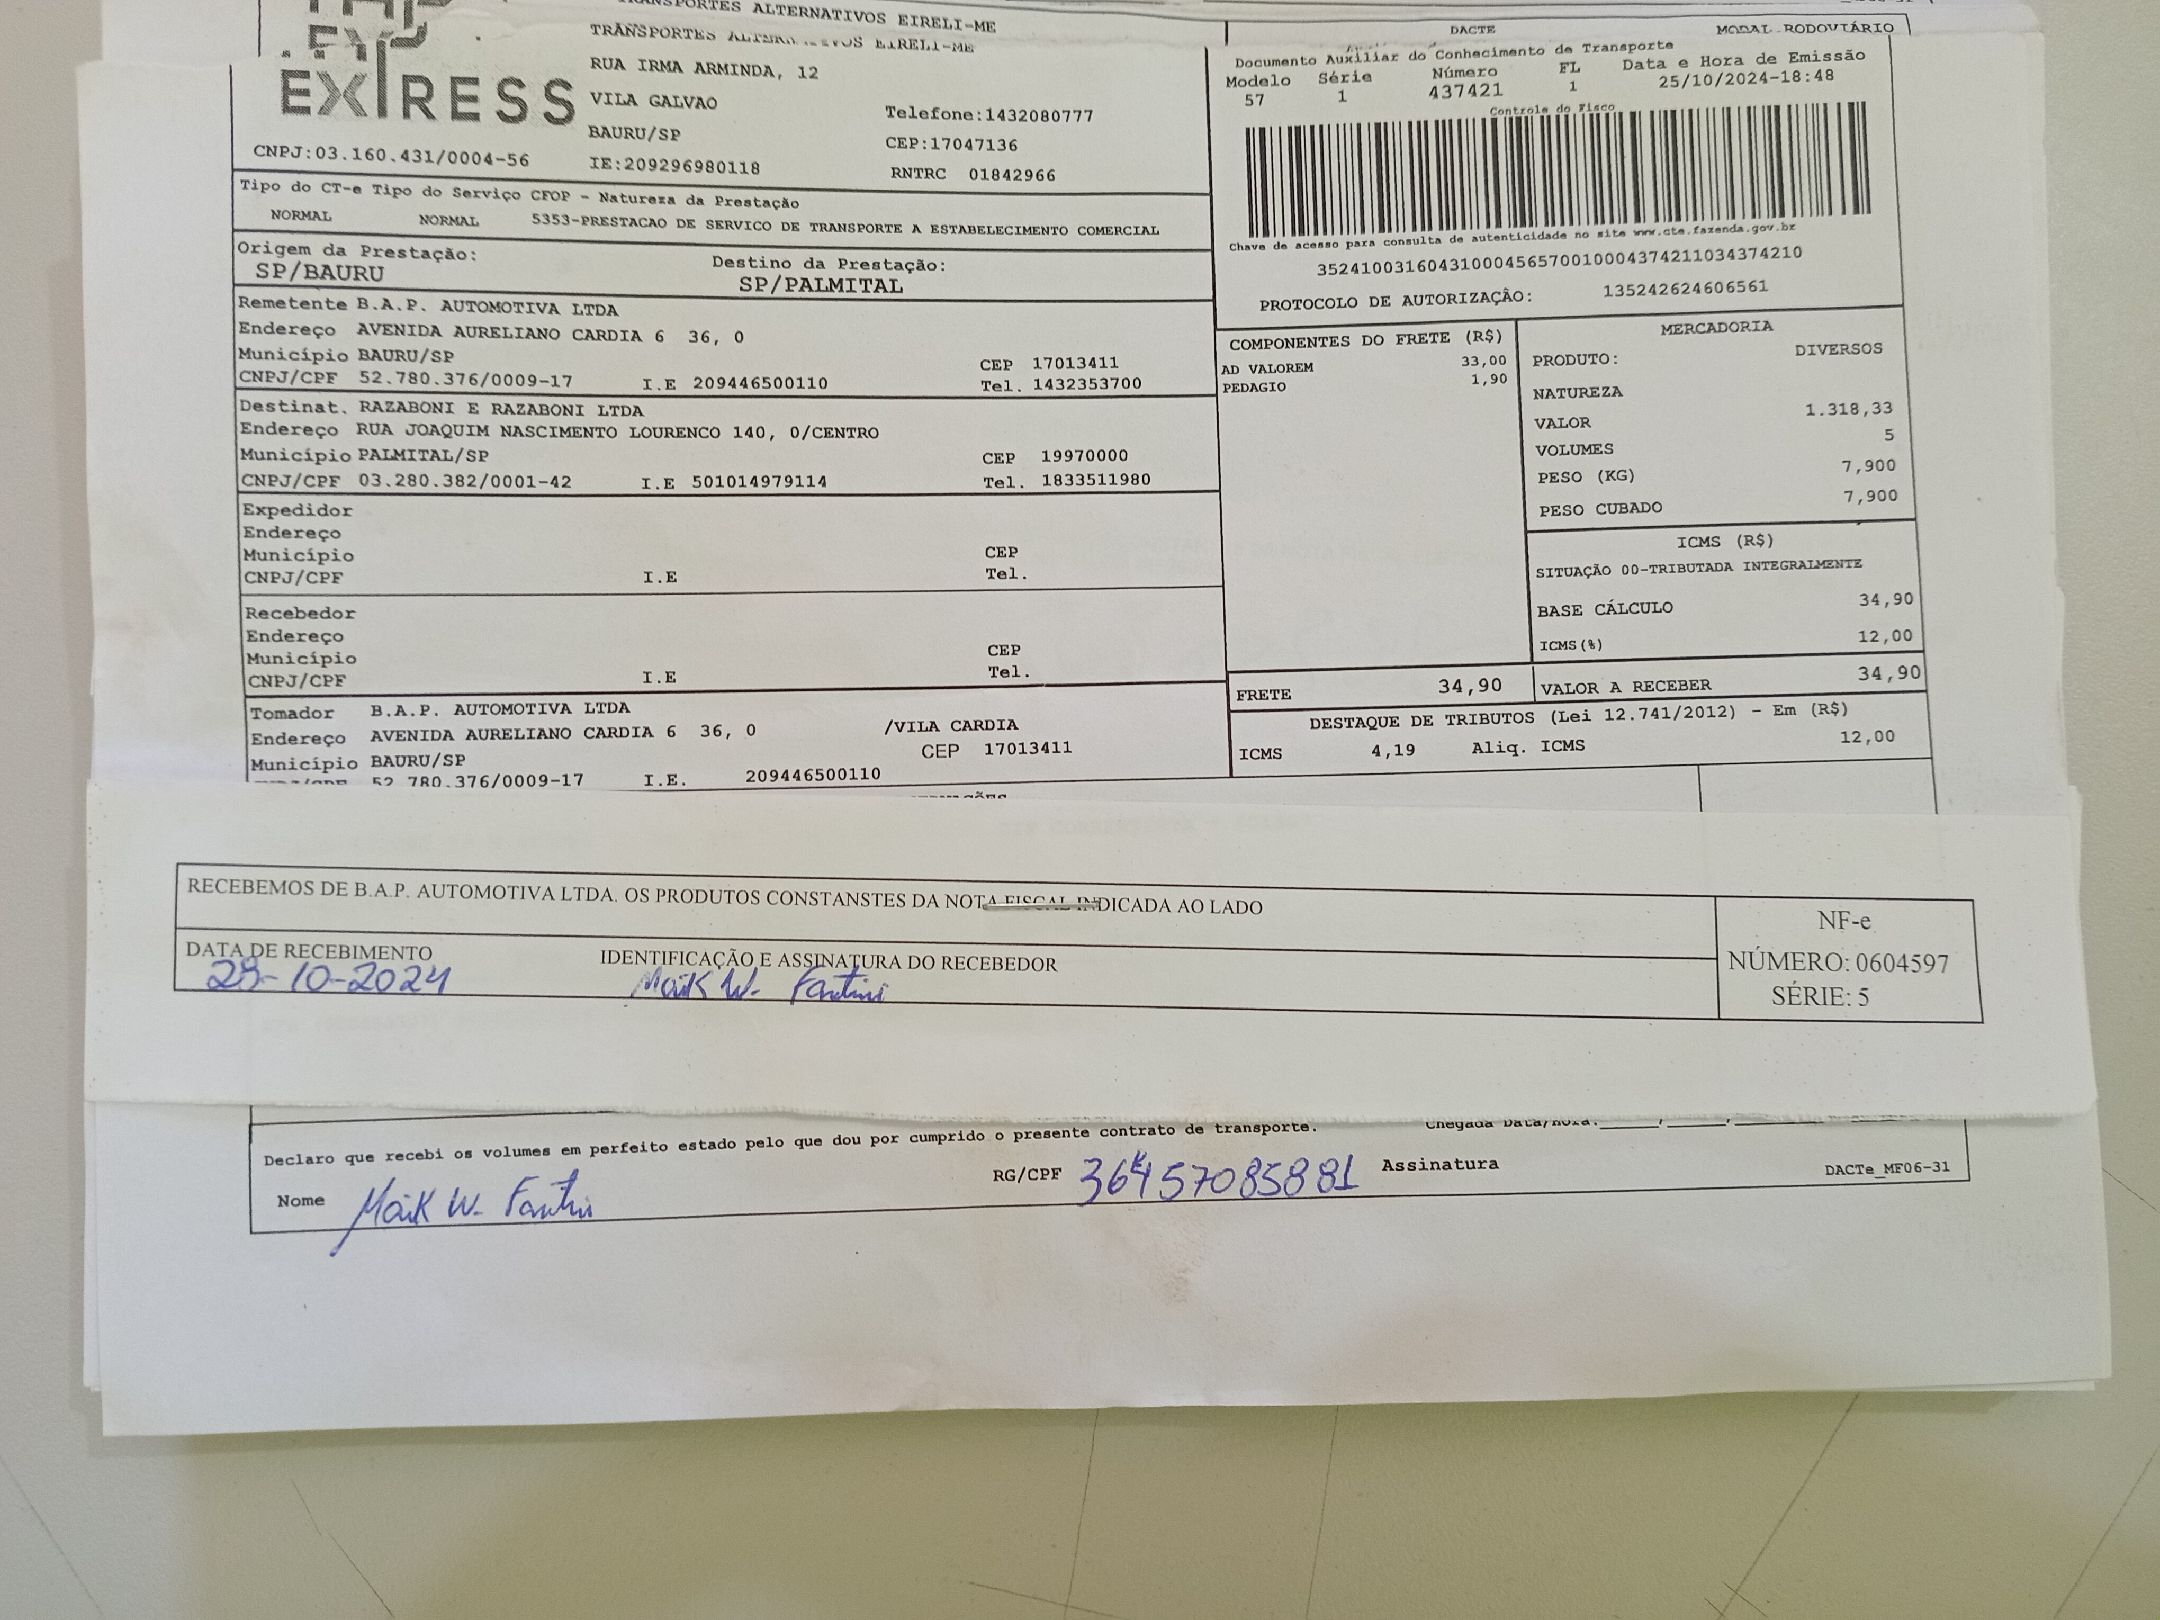 TRANSPORTES ALTERNATIVOS EIRELI-ME
EXPRESS
RUA IRMA ARMINDA, 12
VILA GALVAO
Telefone:1432080777
BAURU/SP
CEP:17047136
CNPJ:03.160.431/0004-56
IE:209296980118
RNTRC 01842966
DACTE
MODAL RODOVIÁRIO
Documento Auxiliar do Conhecimento de Transporte
Modelo Série Número FL Data e Hora de Emissão
57 1 437421 1 25/10/2024-18:48
Controle do Fisco
Chave de acesso para consulta de autenticidade no site www.cte.fazenda.gov.br
35241003160431000456570010004374211034374210
PROTOCOLO DE AUTORIZAÇÃO: 135242624606561
Tipo do CT-e Tipo do Serviço CFOP - Natureza da Prestação
NORMAL NORMAL 5353-PRESTACAO DE SERVICO DE TRANSPORTE A ESTABELECIMENTO COMERCIAL
Origem da Prestação: Destino da Prestação:
SP/BAURU SP/PALMITAL
Remetente B.A.P. AUTOMOTIVA LTDA
Endereço AVENIDA AURELIANO CARDIA 6 36, 0
Município BAURU/SP CEP 17013411
CNPJ/CPF 52.780.376/0009-17 I.E 209446500110 Tel. 1432353700
Destinat. RAZABONI E RAZABONI LTDA
Endereço RUA JOAQUIM NASCIMENTO LOURENCO 140, 0/CENTRO
Município PALMITAL/SP CEP 19970000
CNPJ/CPF 03.280.382/0001-42 I.E 501014979114 Tel. 1833511980
Expedidor
Endereço
Município CEP
CNPJ/CPF I.E Tel.
Recebedor
Endereço
Município CEP
CNPJ/CPF I.E Tel.
Tomador B.A.P. AUTOMOTIVA LTDA
Endereço AVENIDA AURELIANO CARDIA 6 36, 0 /VILA CARDIA
Município BAURU/SP CEP 17013411
52.780.376/0009-17 I.E. 209446500110
COMPONENTES DO FRETE (R$)
AD VALOREM 33,00
PEDAGIO 1,90
MERCADORIA
PRODUTO: DIVERSOS
NATUREZA
VALOR 1.318,33
VOLUMES 5
PESO (KG) 7,900
PESO CUBADO 7,900
ICMS (R$)
SITUAÇÃO 00-TRIBUTADA INTEGRALMENTE
BASE CÁLCULO 34,90
ICMS(%) 12,00
FRETE 34,90 VALOR A RECEBER 34,90
DESTAQUE DE TRIBUTOS (Lei 12.741/2012) - Em (R$)
ICMS 4,19 Aliq. ICMS 12,00
RECEBEMOS DE B.A.P. AUTOMOTIVA LTDA. OS PRODUTOS CONSTANSTES DA NOTA FISCAL INDICADA AO LADO
DATA DE RECEBIMENTO IDENTIFICAÇÃO E ASSINATURA DO RECEBEDOR
29-10-2024 Maik W. Fantini
NF-e
NÚMERO: 0604597
SÉRIE: 5
Chegada Data/hora:
Declaro que recebi os volumes em perfeito estado pelo que dou por cumprido o presente contrato de transporte.
Nome Maik W. Fantini RG/CPF 36457085881 Assinatura
DACTe_MF06-31